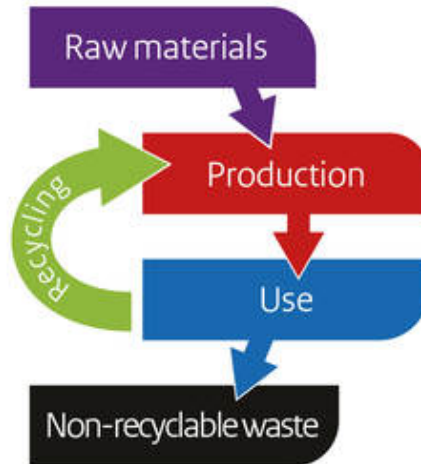 Raw materials
Production
Recycling
Use
Non-recyclable waste